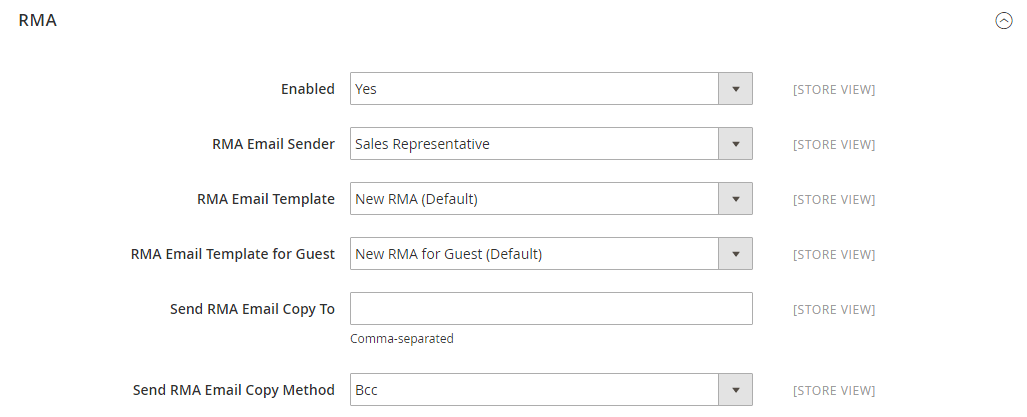 RMA
Enabled Yes [STORE VIEW]
RMA Email Sender Sales Representative [STORE VIEW]
RMA Email Template New RMA (Default) [STORE VIEW]
RMA Email Template for Guest New RMA for Guest (Default) [STORE VIEW]
Send RMA Email Copy To [STORE VIEW]
Comma-separated
Send RMA Email Copy Method Bcc [STORE VIEW]